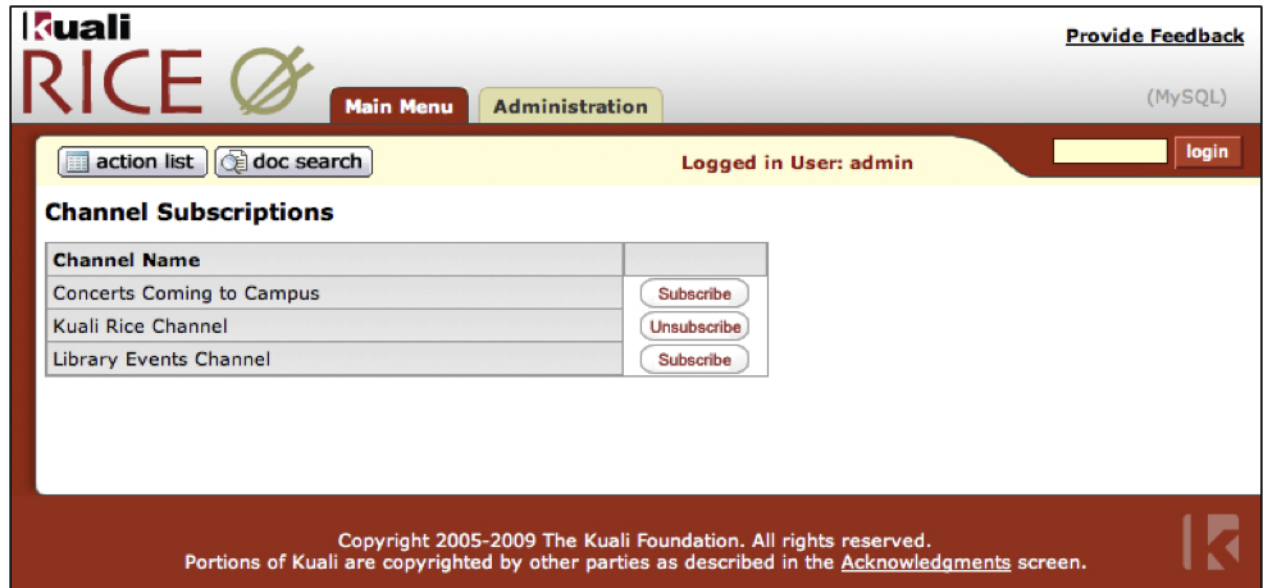 Kuali
RICE
Provide Feedback
Main Menu Administration (MySQL)
action list doc search Logged in User: admin login
Channel Subscriptions
Channel Name
Concerts Coming to Campus Subscribe
Kuali Rice Channel Unsubscribe
Library Events Channel Subscribe
Copyright 2005-2009 The Kuali Foundation. All rights reserved.
Portions of Kuali are copyrighted by other parties as described in the Acknowledgments screen.